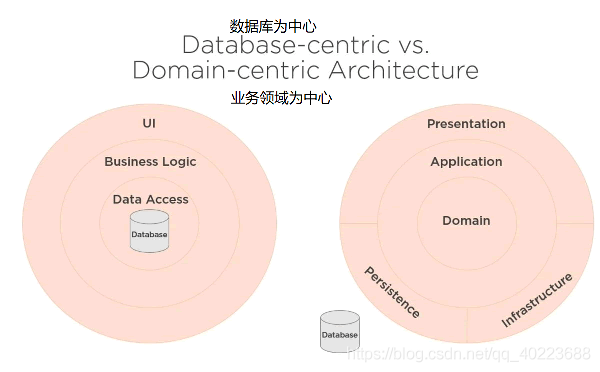 数据库为中心
Database-centric vs.
Domain-centric Architecture
业务领域为中心
UI
Business Logic
Data Access
Database
Presentation
Application
Domain
Persistence
Infrastructure
Database
https://blog.csdn.net/qq_40223688